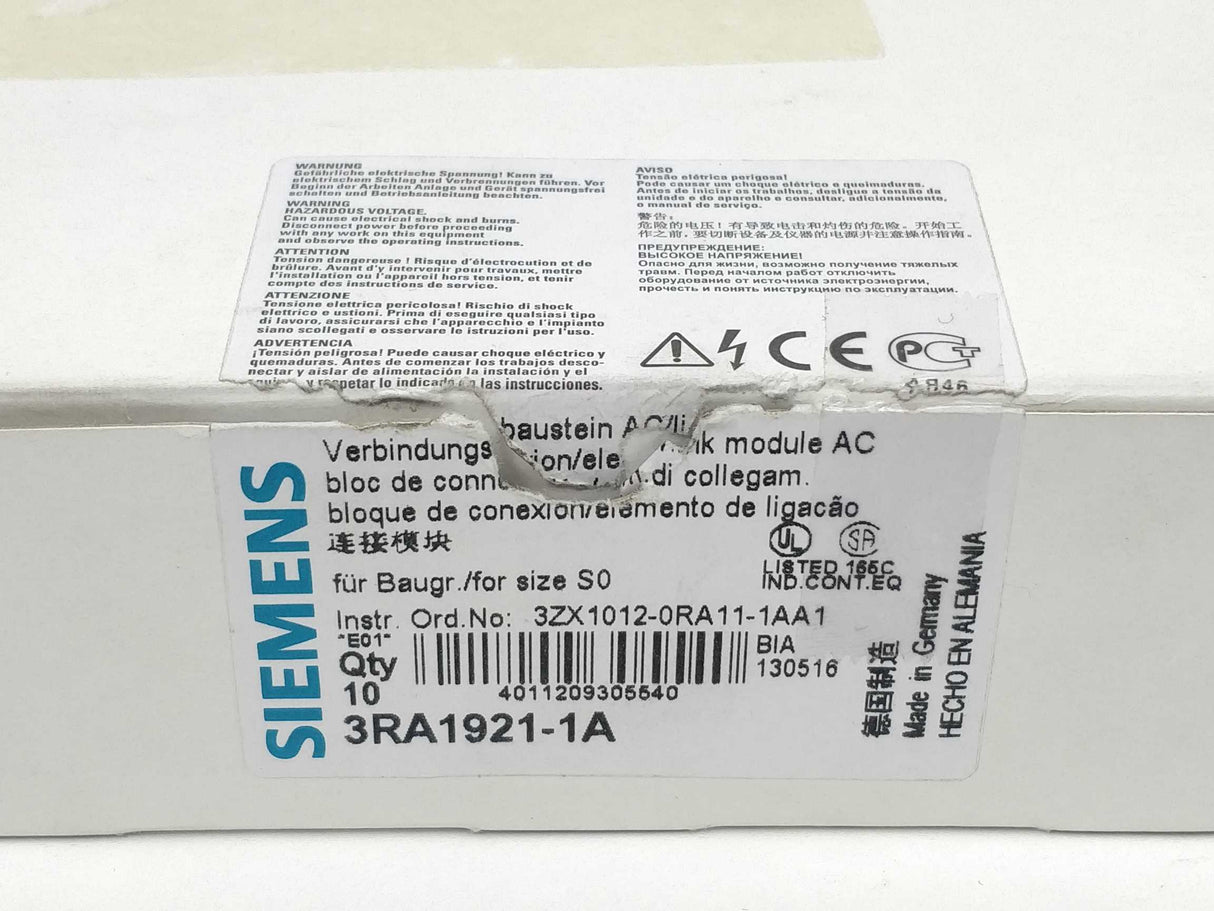 WARNUNG
Gefährliche elektrische Spannung! Kann zu
elektrischem Schlag und Verbrennungen führen. Vor
Beginn der Arbeiten Anlage und Gerät spannungsfrei
schalten und Betriebsanleitung beachten.
WARNING
HAZARDOUS VOLTAGE.
Can cause electrical shock and burns.
Disconnect power before proceeding
with any work on this equipment
and observe the operating instructions.
ATTENTION
Tension dangereuse ! Risque d'électrocution et de
brûlure. Avant d'y intervenir pour travaux, mettre
l'installation ou l'appareil hors tension, et tenir
compte des instructions de service.
ATTENZIONE
Tensione elettrica pericolosa! Rischio di shock
elettrico e ustioni. Prima di eseguire qualsiasi tipo
di lavoro, assicurarsi che l'apparecchio e l'impianto
siano scollegati e osservare le istruzioni per l'uso.
ADVERTENCIA
¡Tensión peligrosa! Puede causar choque eléctrico y
quemaduras. Antes de comenzar los trabajos desco-
nectar y aislar de alimentación la instalación y el
y respetar lo indicado las instrucciones.
AVISO
Tensão elétrica perigosa!
Pode causar um choque elétrico e queimaduras.
Antes de iniciar os trabalhos, desligue a tensão da
unidade e do aparelho e consultar, adicionalmente,
o manual de serviço.
警告:
危险的电压!有导致电击和灼伤的危险。开始工
作之前,要切断设备及仪器的电源并注意操作指南。
ПРЕДУПРЕЖДЕНИЕ:
ВЫСОКОЕ НАПРЯЖЕНИЕ!
Опасно для жизни, возможно получение тяжелых
травм. Перед началом работ отключить
оборудование от источника электроэнергии,
прочесть и понять инструкцию по эксплуатации.
CE
SIEMENS
Verbindungsbaustein AC/link module AC
bloc de di collegam.
bloque de conexión/elemento de ligacão
连接模块
für Baugr./for size S0
UL SA
LISTED 165C
IND.CONT.EQ
Instr. Ord.No: 3ZX1012-0RA11-1AA1
"E01"
Qty
10
4011209305540
BIA
130516
3RA1921-1A
德国制造
Made in Germany
HECHO EN ALEMANIA